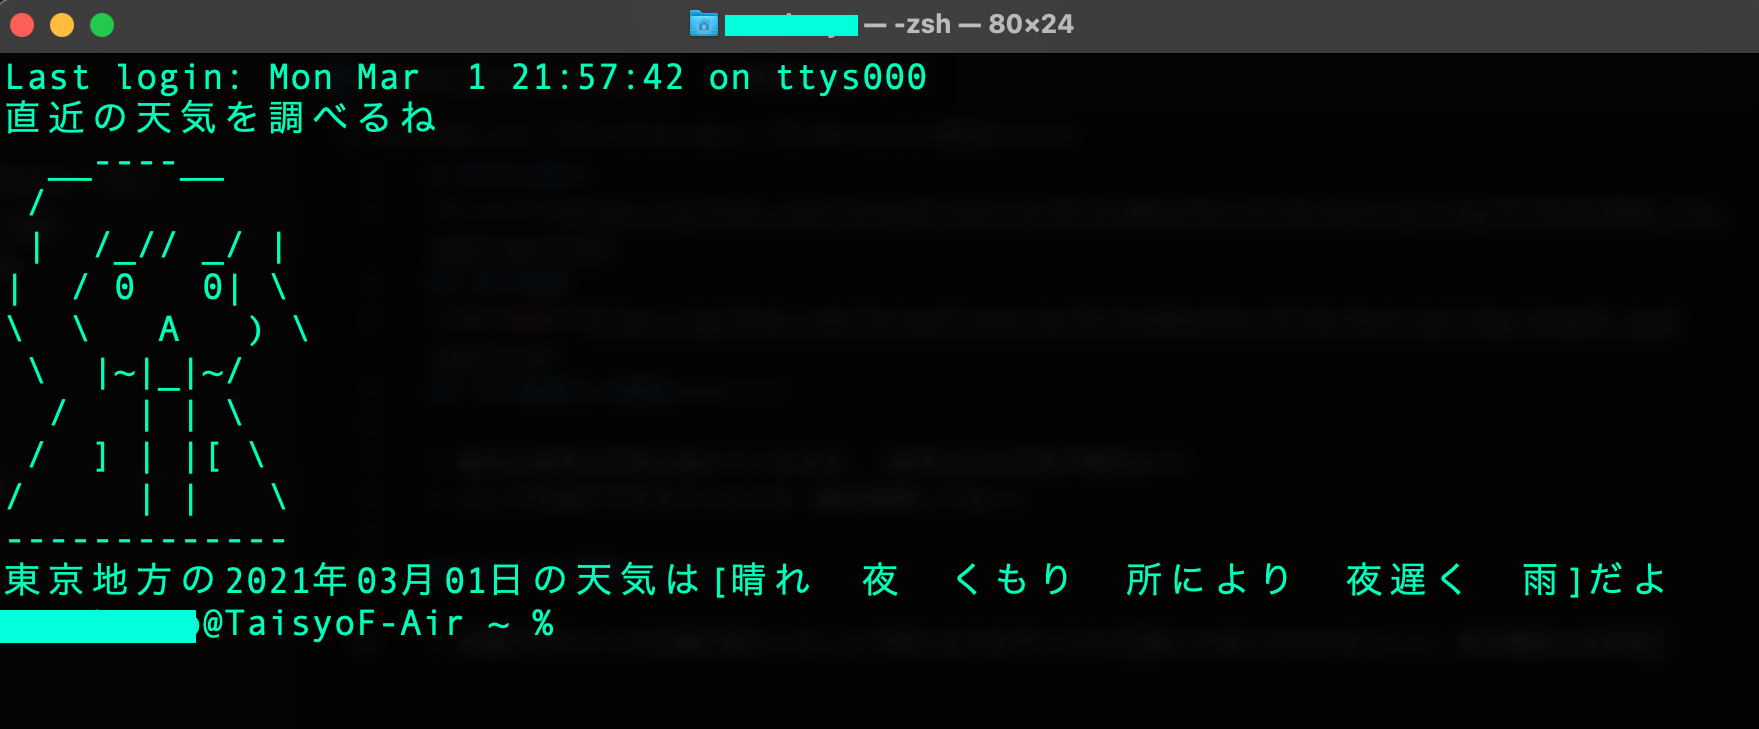 — -zsh — 80×24
Last login: Mon Mar  1 21:57:42 on ttys000
直近の天気を調べるね
    __----__
  /
  |  /_// _/ |
|  / 0   0| \
\  \   A   ) \
 \  |~|_|~/
  /   | | \
 /  ] | |[ \
/     | |   \
-------------
東京地方の2021年03月01日の天気は[晴れ　夜　くもり　所により　夜遅く　雨]だよ
@TaisyoF-Air ~ %